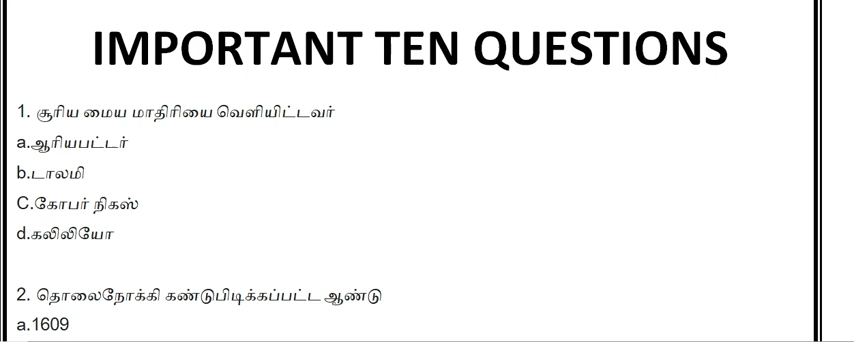 IMPORTANT TEN QUESTIONS
1. சூரிய மைய மாதிரியை வெளியிட்டவர்
a.ஆரியபட்டர்
b.டாலமி
C.கோபர் நிகஸ்
d.கலிலியோ
2. தொலைநோக்கி கண்டுபிடிக்கப்பட்ட ஆண்டு
a.1609